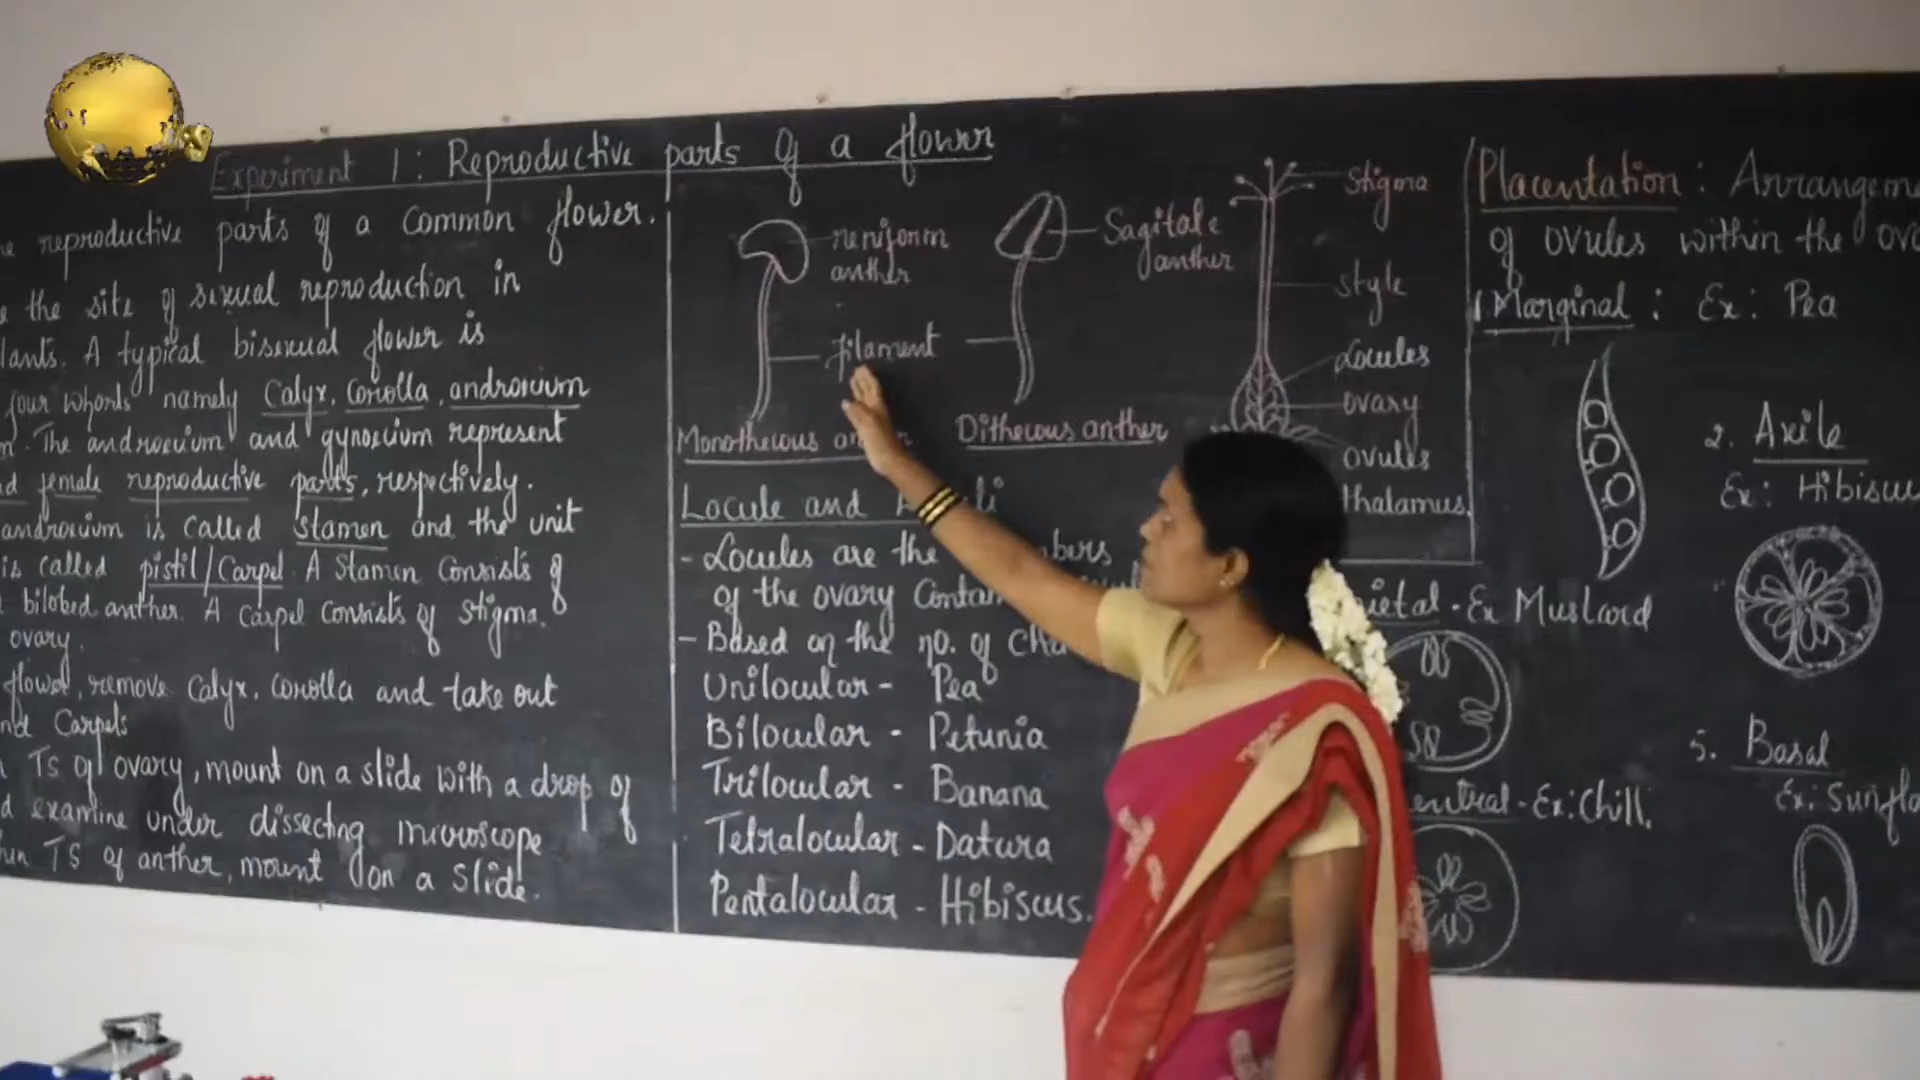 Experiment 1: Reproductive parts of a flower
reproductive parts of a common flower.
the site of sexual reproduction in
A typical bisexual flower is
four whorls namely Calyx, Corolla, androecium
The androecium and gynoecium represent
female reproductive parts, respectively.
androecium is called stamen and the unit
is called pistil/Carpel. A Stamen Consists of
bilobed anther. A carpel consists of stigma,
ovary.
flower, remove Calyx, Corolla and take out
Carpels
TS of ovary, mount on a slide with a drop of
examine under dissecting microscope
TS of anther, mount on a slide.
reniform
anther
Sagitate
anther
filament
Monothecous
Dithecous anther
stigma
style
Locules
ovary
ovules
thalamus
Locule and
- Locules are the
of the ovary
- Based on the no. of
Unilocular - Pea
Bilocular - Petunia
Trilocular - Banana
Tetralocular - Datura
Pentalocular - Hibiscus.
Placentation :
of ovules within the
1. Marginal : Ex: Pea
2. Axile
Ex: Hibiscus
- Ex Mustard
- Ex: Chill
5. Basal
Ex: